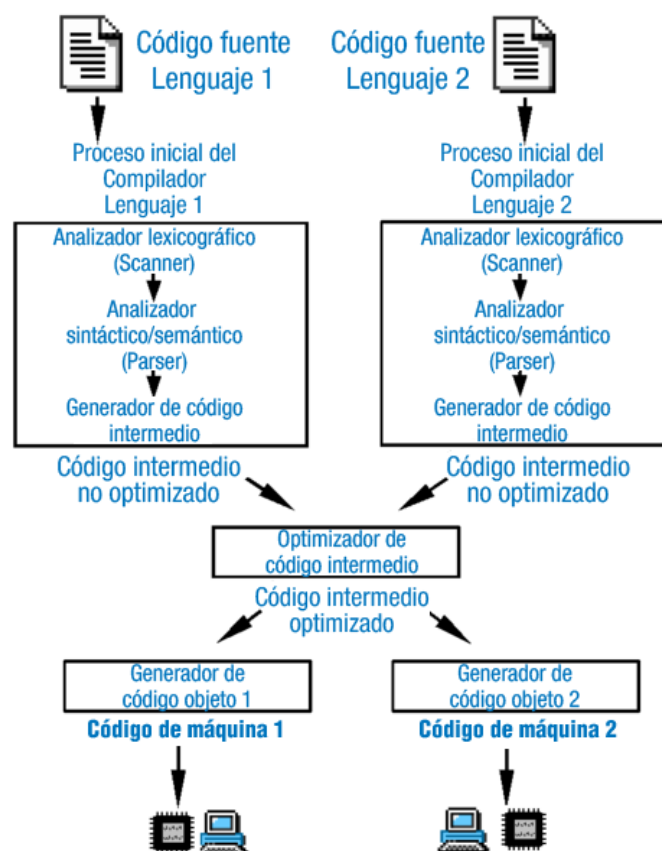 Código fuente
Lenguaje 1
Código fuente
Lenguaje 2
Proceso inicial del
Compilador
Lenguaje 1
Analizador lexicográfico
(Scanner)
Analizador
sintáctico/semántico
(Parser)
Generador de código
intermedio
Código intermedio
no optimizado
Proceso inicial del
Compilador
Lenguaje 2
Analizador lexicográfico
(Scanner)
Analizador
sintáctico/semántico
(Parser)
Generador de código
intermedio
Código intermedio
no optimizado
Optimizador de
código intermedio
Código intermedio
optimizado
Generador de
código objeto 1
Código de máquina 1
Generador de
código objeto 2
Código de máquina 2